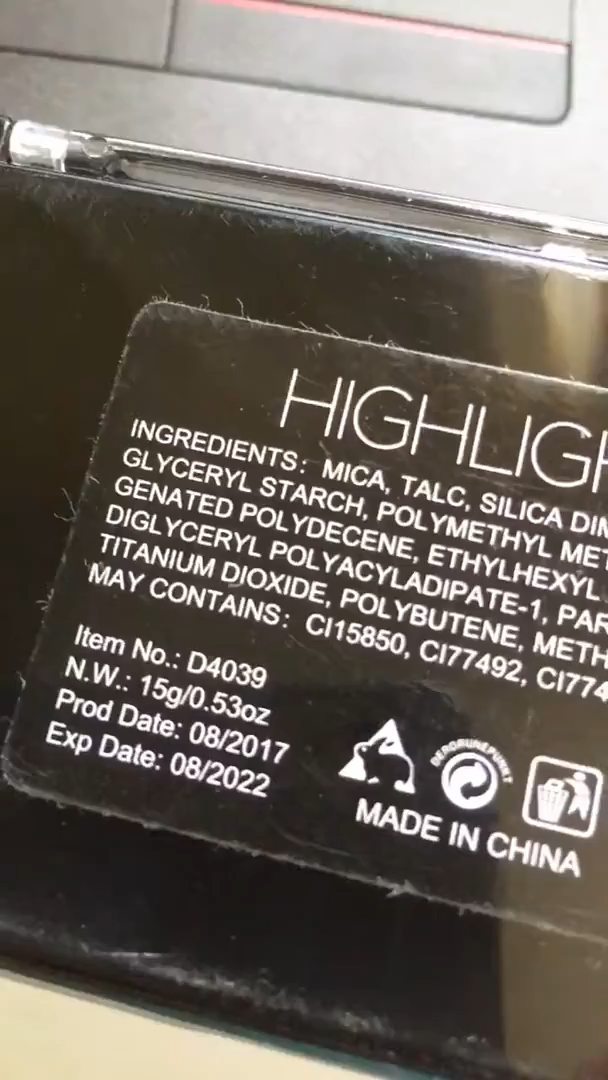 HIGHLIGH
INGREDIENTS: MICA, TALC, SILICA DIM
GLYCERYL STARCH, POLYMETHYL MET
GENATED POLYDECENE, ETHYLHEXYL
DIGLYCERYL POLYACYLADIPATE-1, PAR
TITANIUM DIOXIDE, POLYBUTENE, METH
MAY CONTAINS: CI15850, CI77492, CI774
Item No.: D4039
N.W.: 15g/0.53oz
Prod Date: 08/2017
Exp Date: 08/2022
MADE IN CHINA